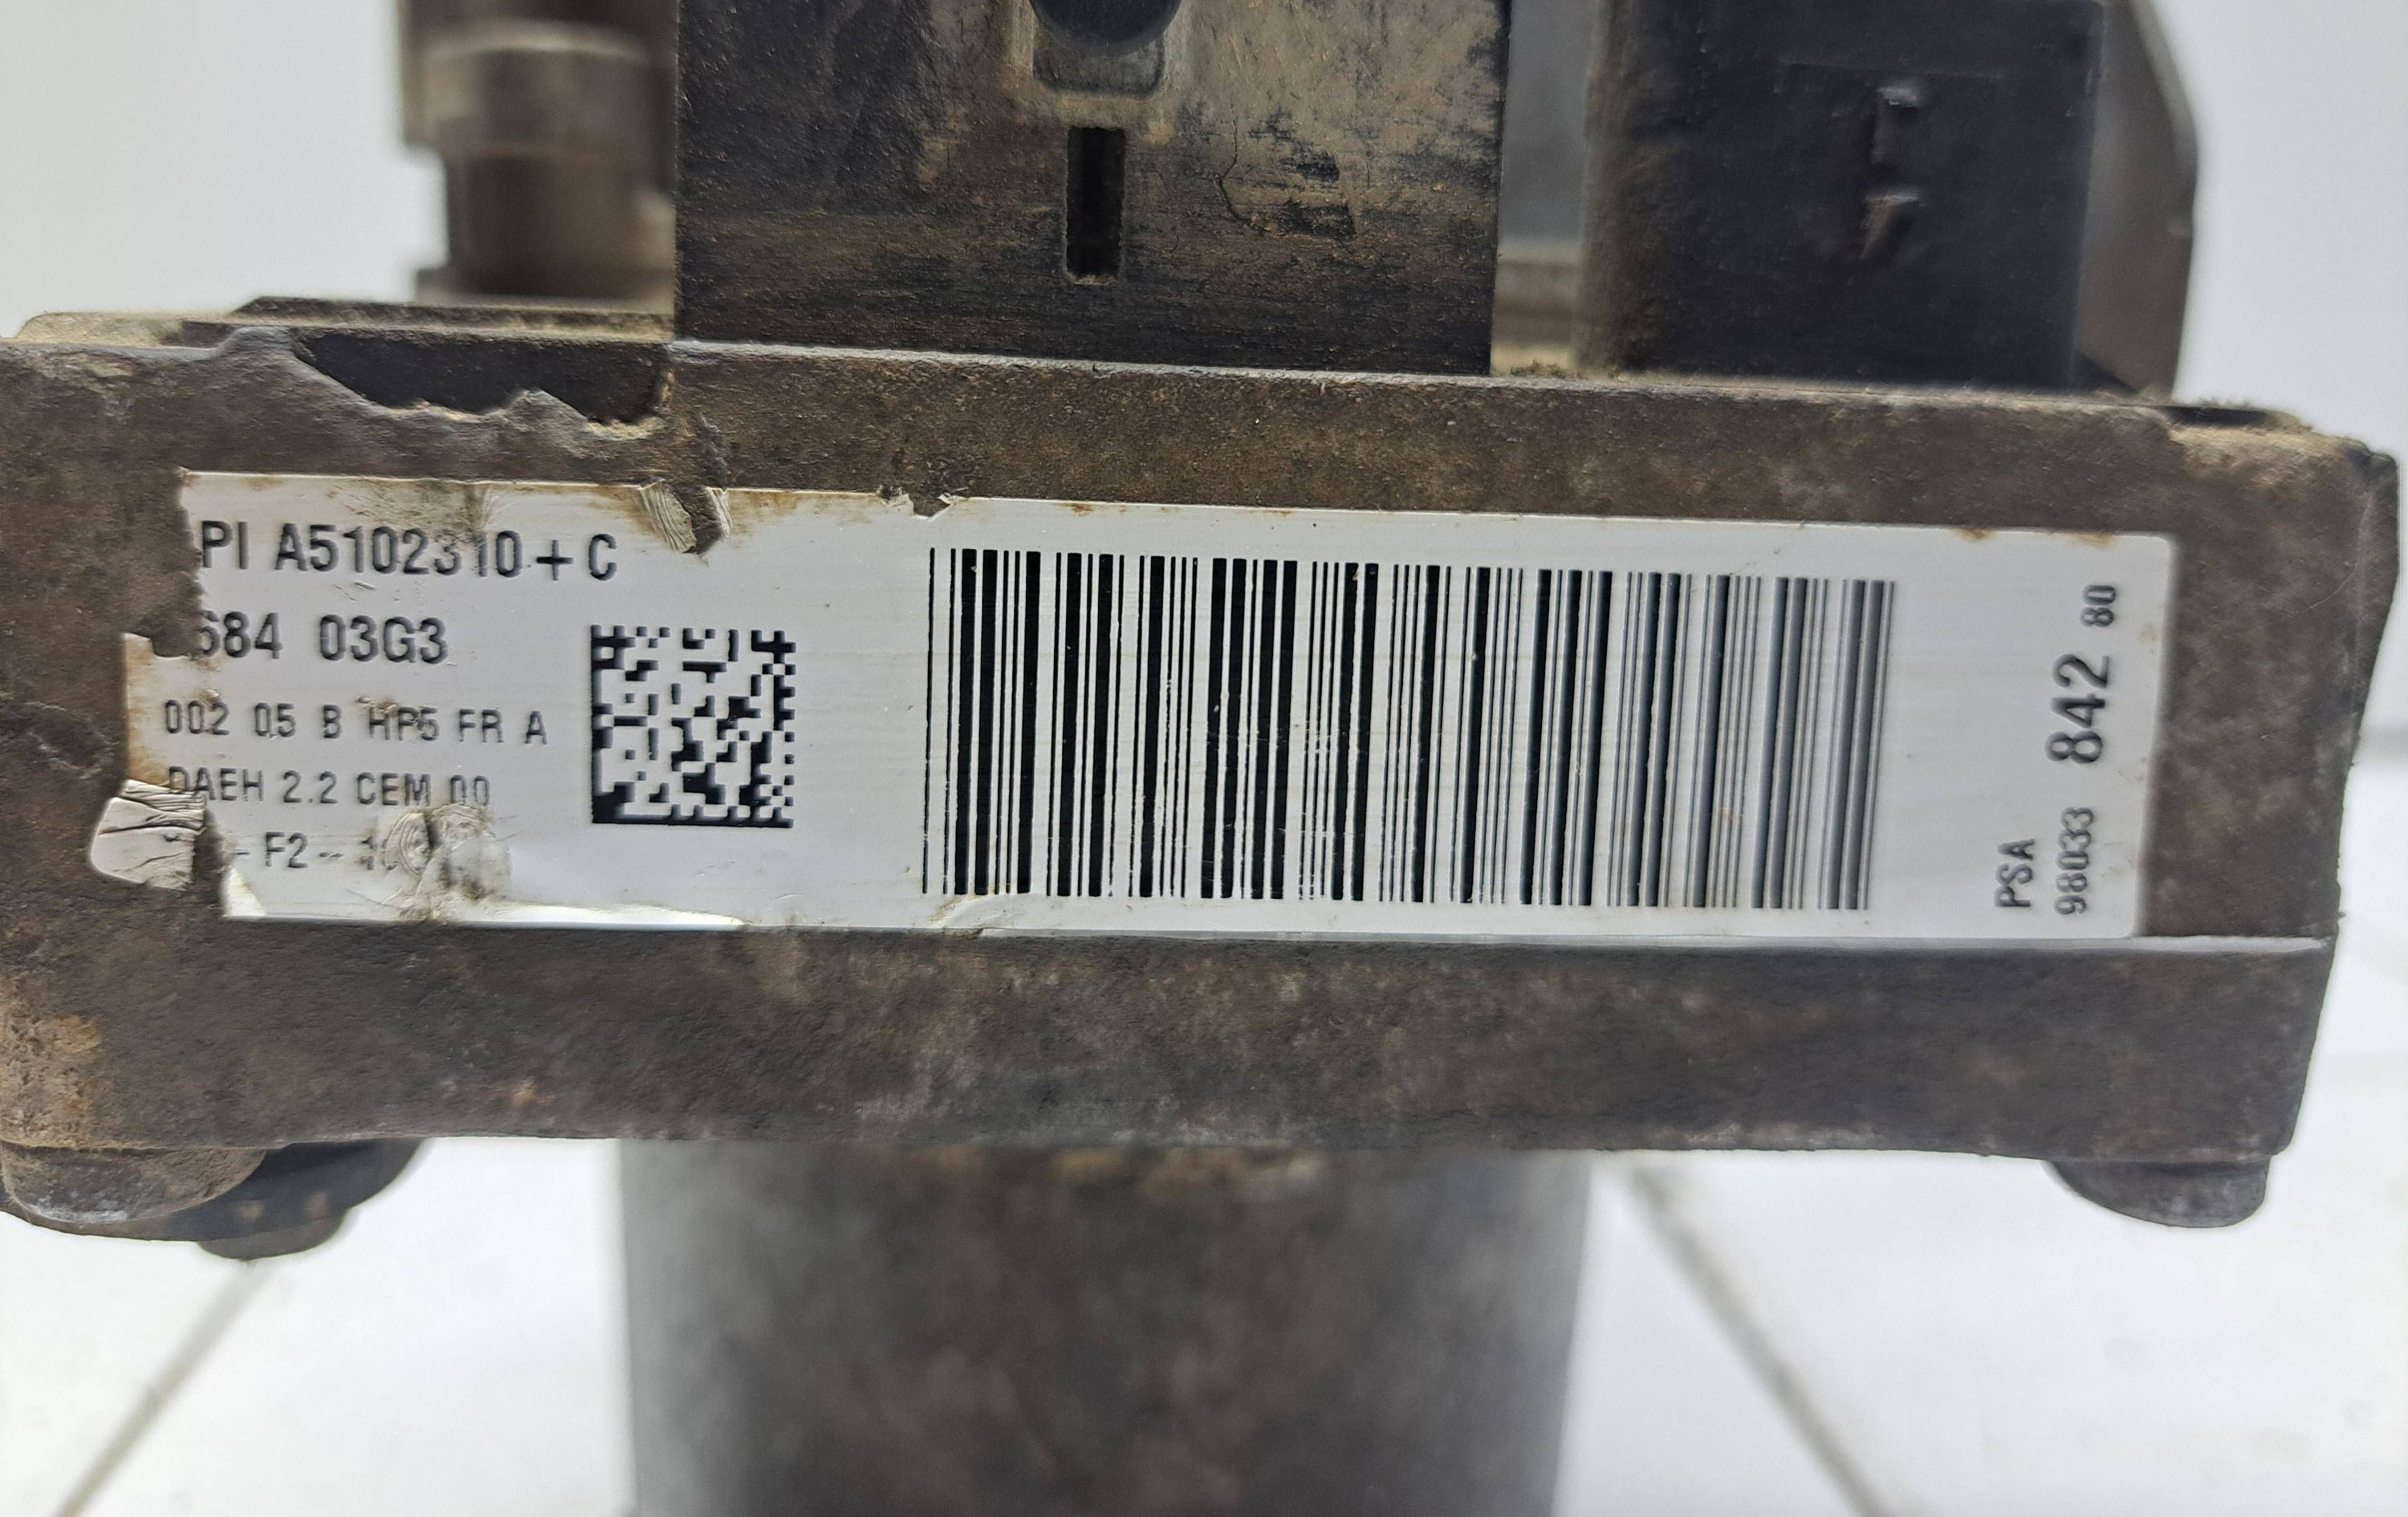 PI A5102310+C
684 03G3
002 05 B HP5 FR A
DAEH 2.2 CEM 00
- F2 -
PSA
98033 842 80